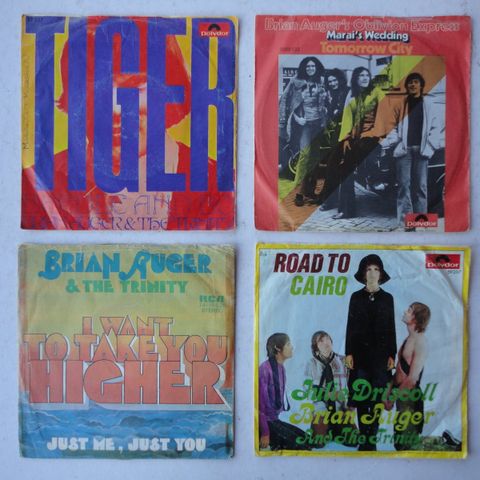 TIGER
Polydor
Brian Auger's Oblivion Express
Marai's Wedding
Tomorrow City
Polydor
BRIAN AUGER
& THE TRINITY
RCA
STEREO
I WANT
TO TAKE YOU
HIGHER
JUST ME, JUST YOU
ROAD TO
CAIRO
Polydor
Julie Driscoll
Brian Auger
And The Trinity